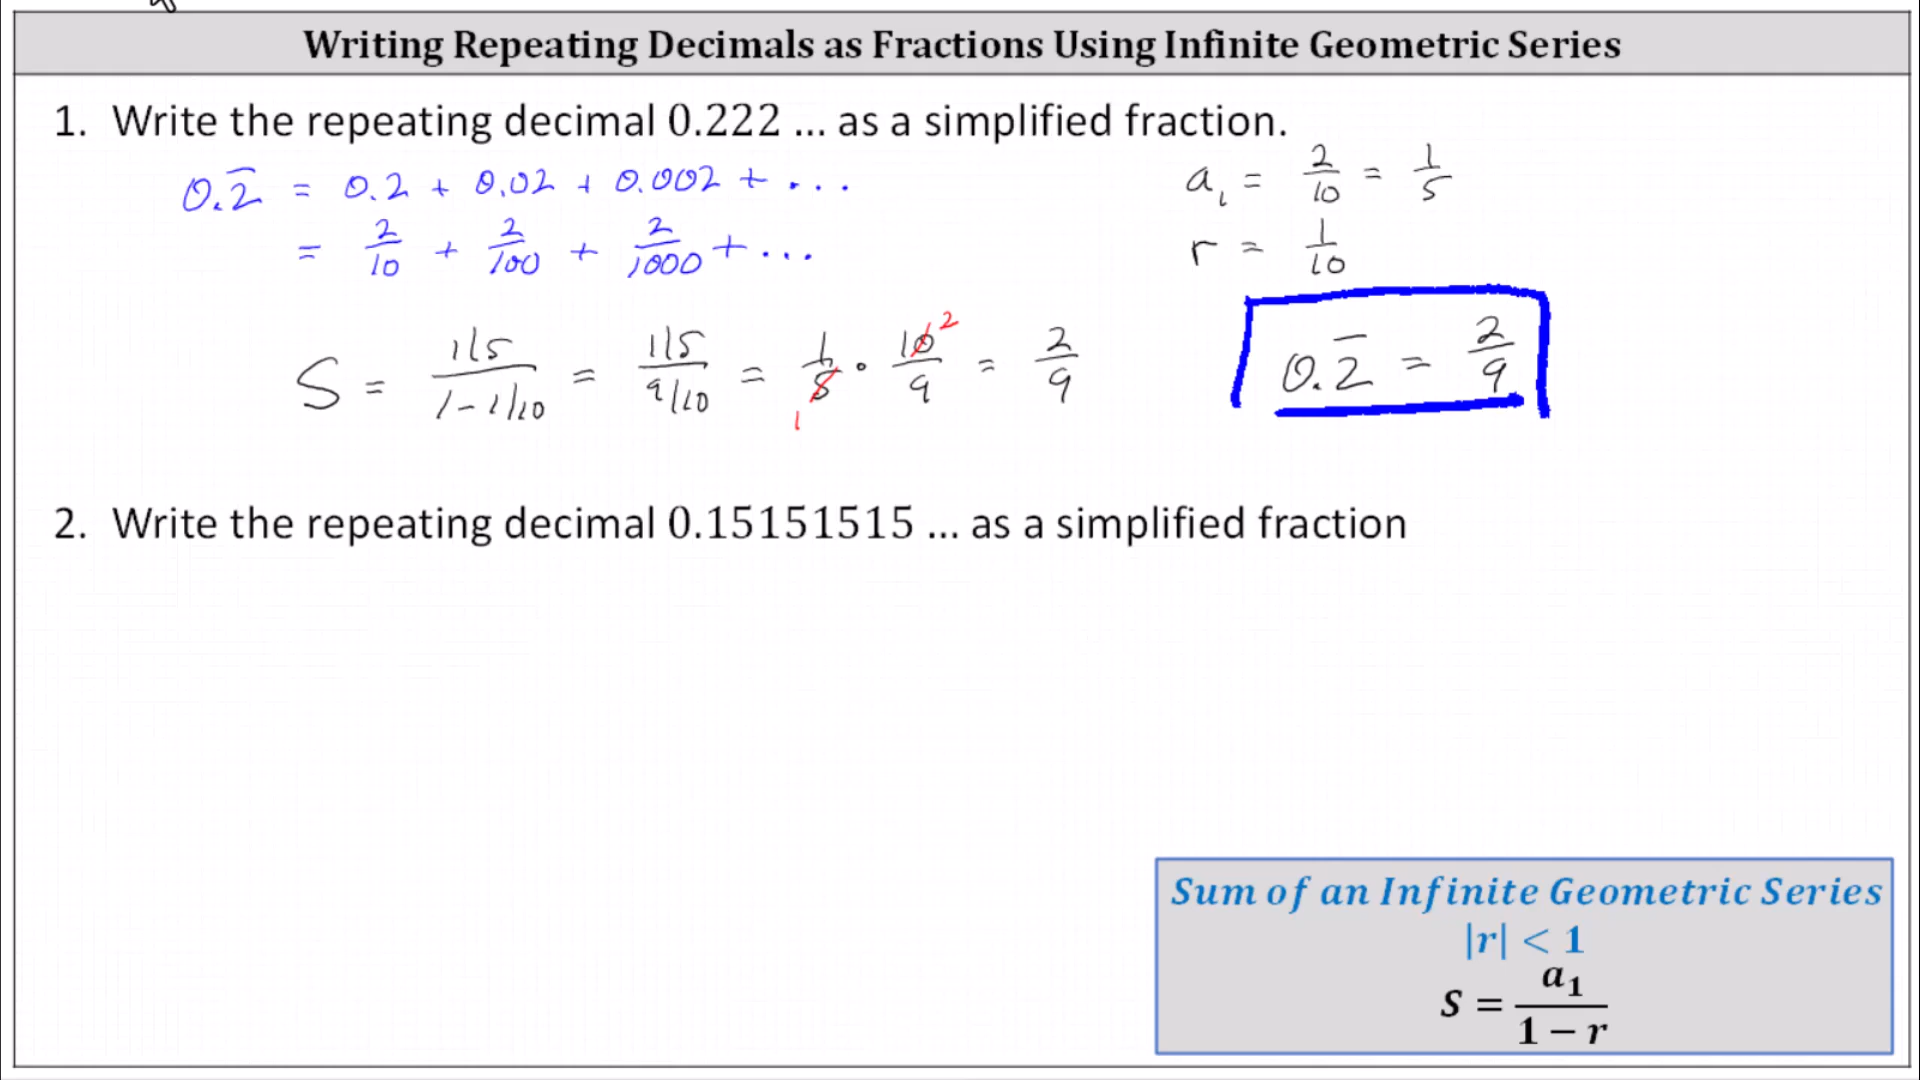 Writing Repeating Decimals as Fractions Using Infinite Geometric Series
1. Write the repeating decimal 0.222 ... as a simplified fraction.
0.2̅ = 0.2 + 0.02 + 0.002 + ...
a₁ = 2/10 = 1/5
= 2/10 + 2/100 + 2/1000 + ...
r = 1/10
S = (1/5)/(1 - 1/10) = (1/5)/(9/10) = 1/5 · 10/9 = 2/9
1 2
0.2̅ = 2/9
2. Write the repeating decimal 0.15151515 ... as a simplified fraction
Sum of an Infinite Geometric Series
|r| < 1
S = a₁/(1 − r)